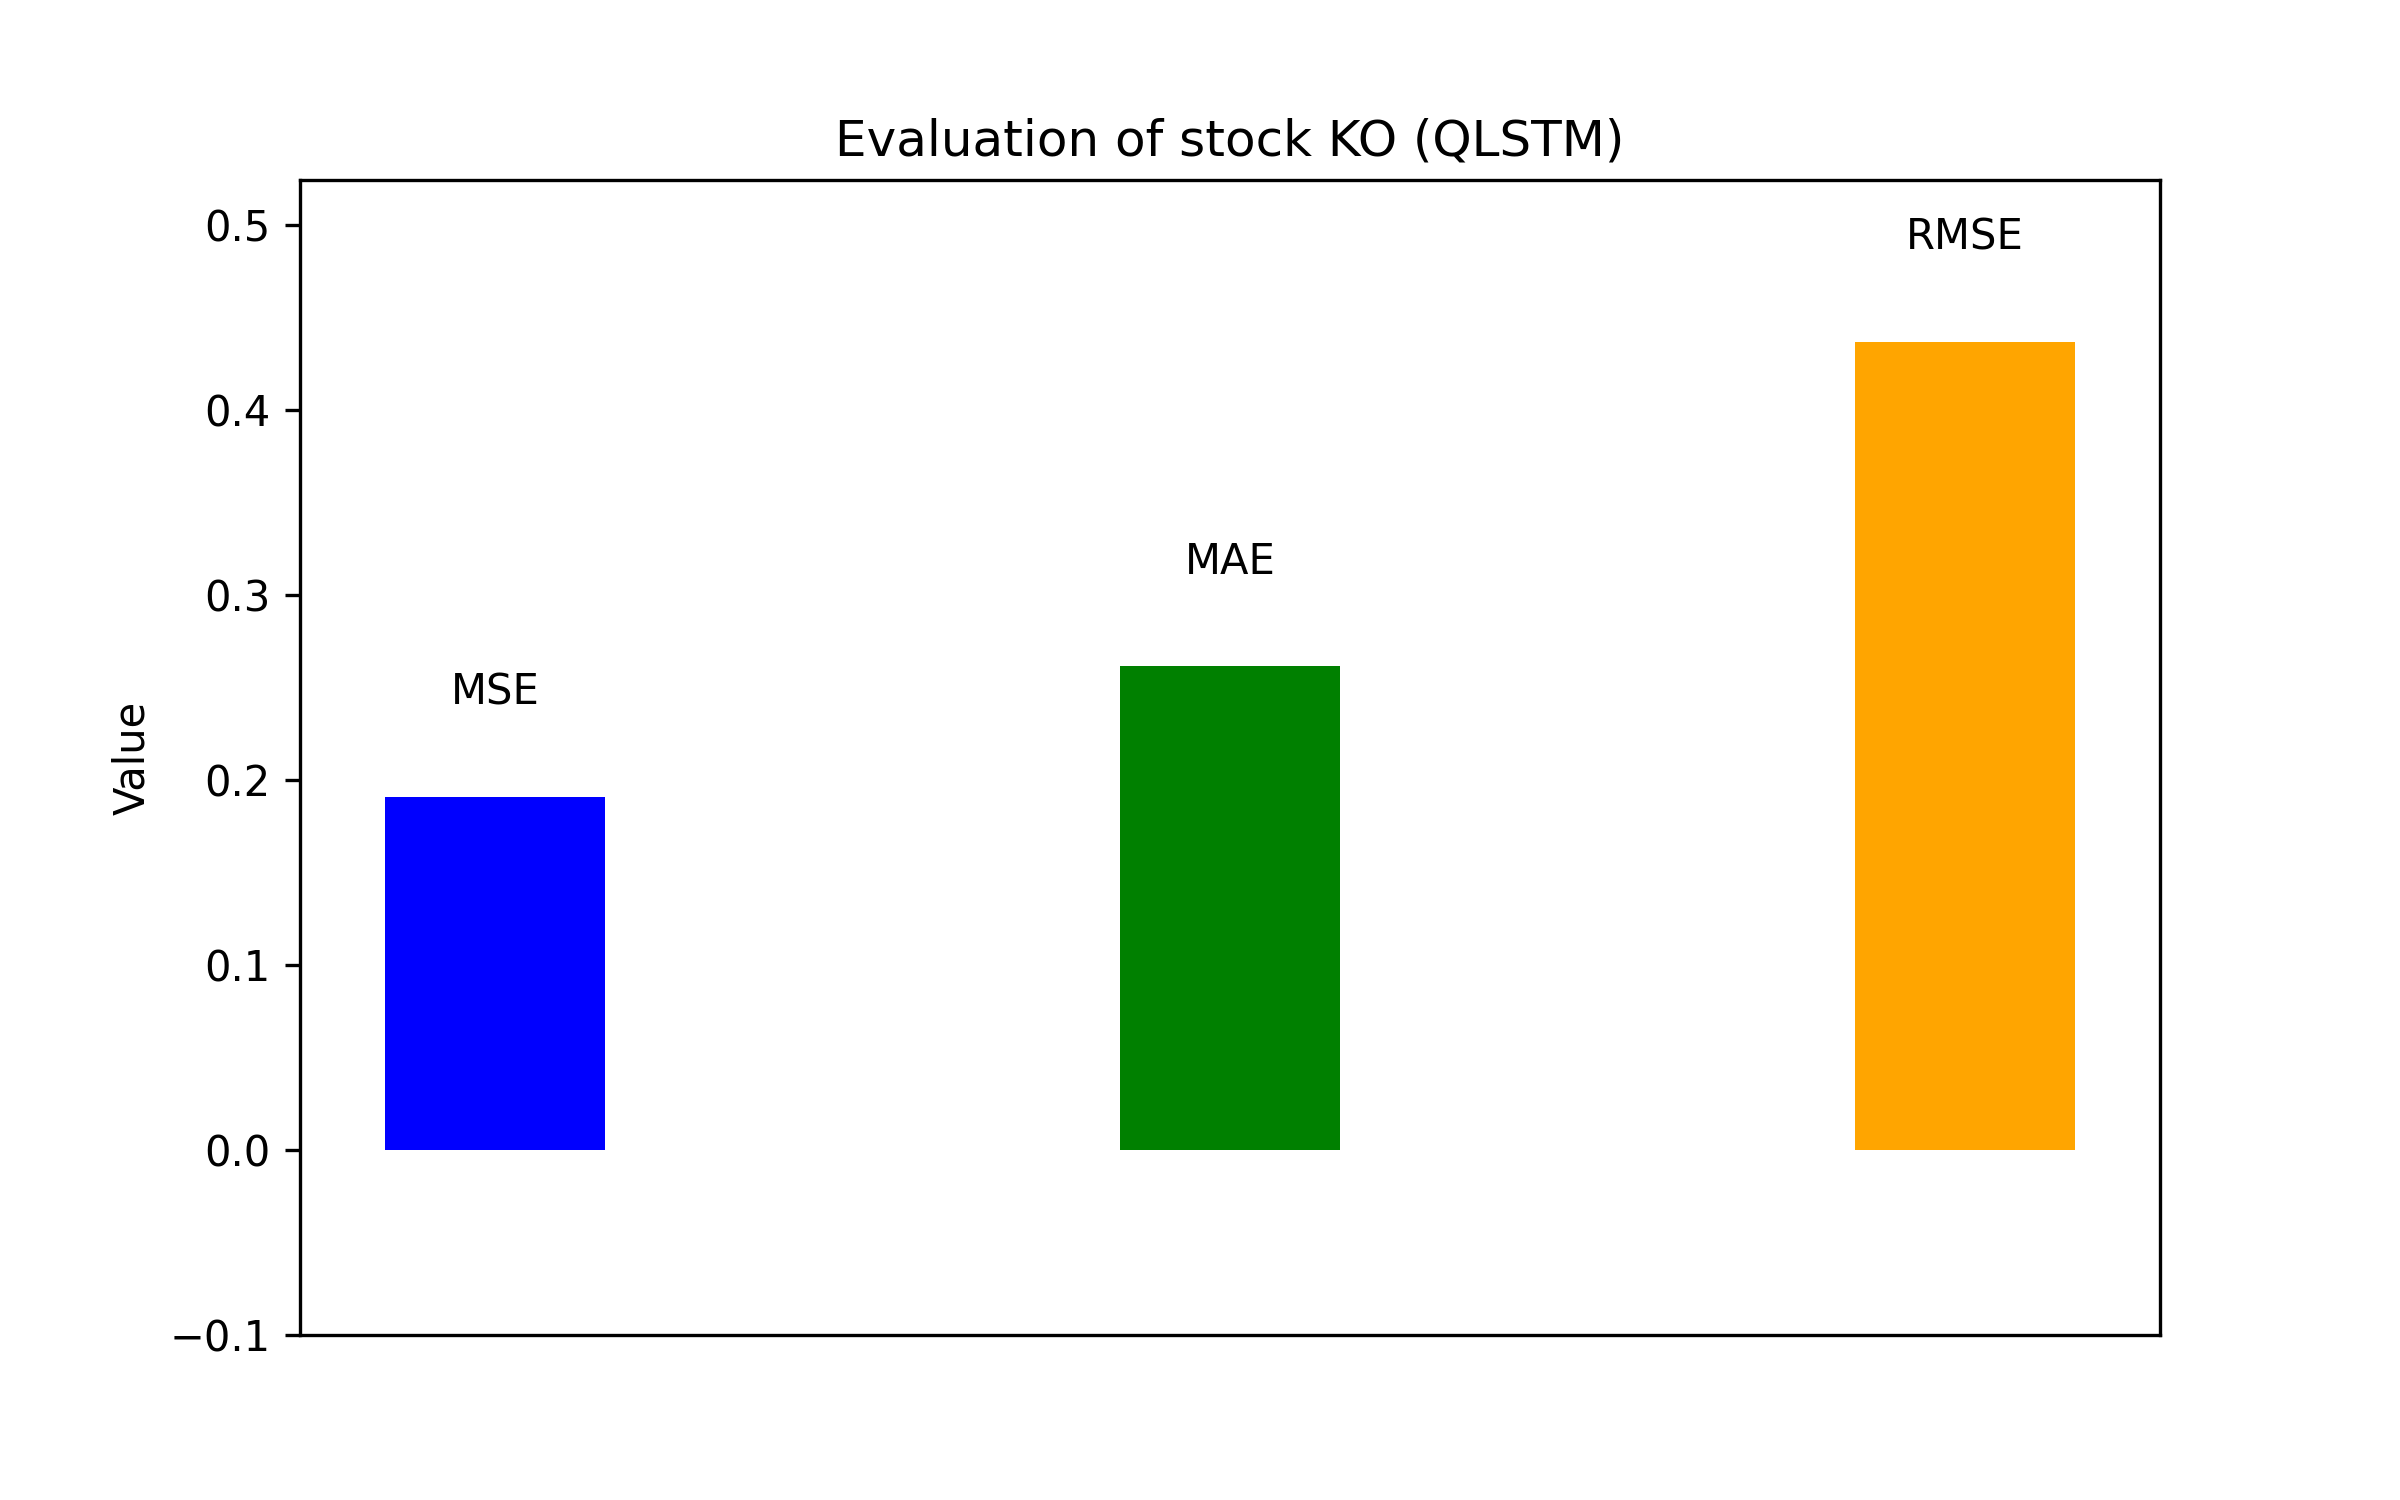 Evaluation of stock KO (QLSTM)
0.5
RMSE
0.4
MAE
0.3
MSE
Value
0.2
0.1
0.0
−0.1